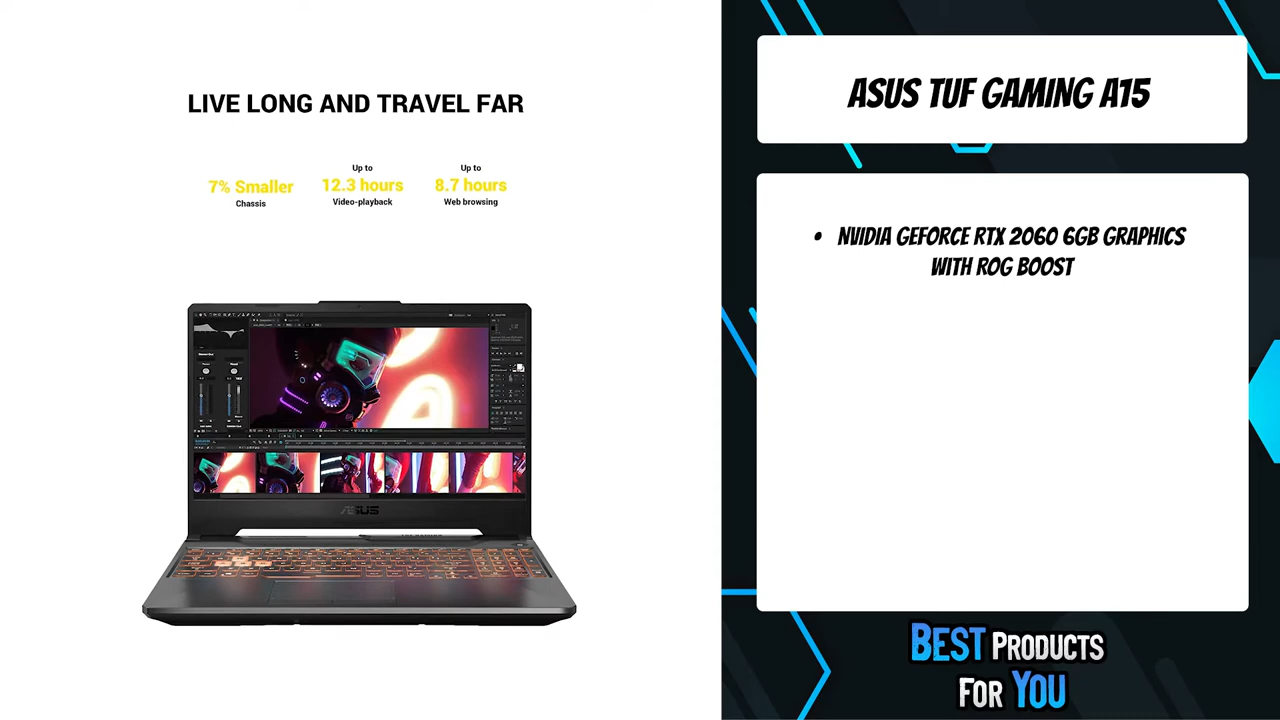 LIVE LONG AND TRAVEL FAR
7% Smaller
Chassis
Up to
12.3 hours
Video-playback
Up to
8.7 hours
Web browsing
ASUS
ASUS TUF GAMING A15
• NVIDIA GEFORCE RTX 2060 6GB GRAPHICS
WITH ROG BOOST
BEST PRODUCTS
FOR YOU